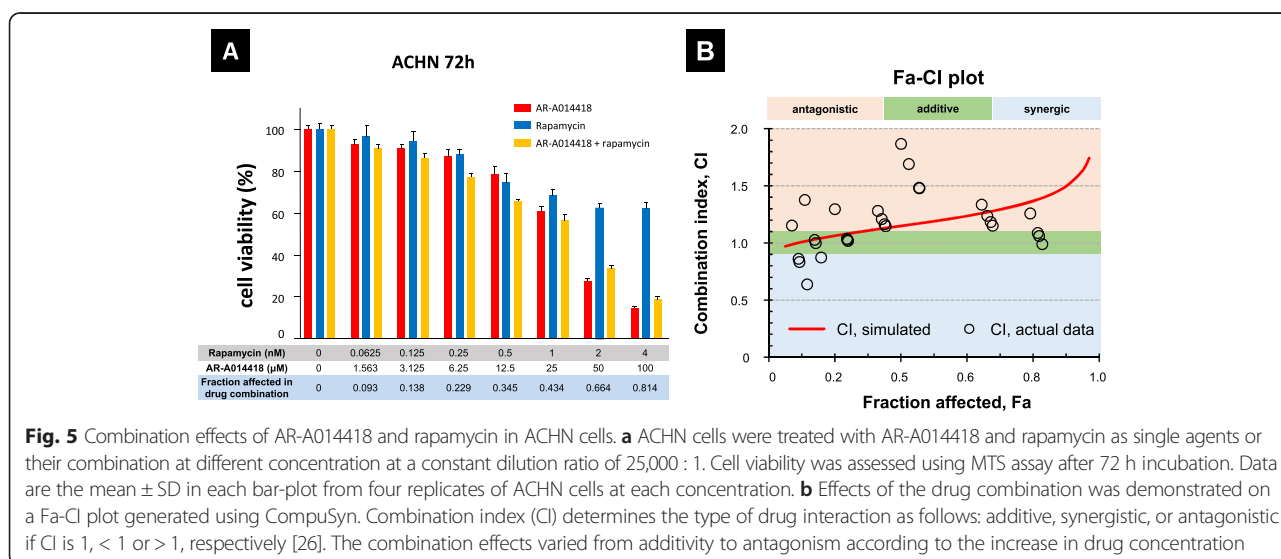 A
ACHN 72h
AR-A014418
Rapamycin
AR-A014418 + rapamycin
cell viability (%)
100
80
60
40
20
0
Rapamycin (nM) 0 0.0625 0.125 0.25 0.5 1 2 4
AR-A014418 (μM) 0 1.563 3.125 6.25 12.5 25 50 100
Fraction affected in
drug combination 0 0.093 0.138 0.229 0.345 0.434 0.664 0.814
B
Fa-CI plot
antagonistic additive synergic
Combination index, CI
2.0
1.5
1.0
0.5
0
CI, simulated CI, actual data
0 0.2 0.5 0.6 0.8 1.0
Fraction affected, Fa
Fig. 5 Combination effects of AR-A014418 and rapamycin in ACHN cells. a ACHN cells were treated with AR-A014418 and rapamycin as single agents or
their combination at different concentration at a constant dilution ratio of 25,000 : 1. Cell viability was assessed using MTS assay after 72 h incubation. Data
are the mean ± SD in each bar-plot from four replicates of ACHN cells at each concentration. b Effects of the drug combination was demonstrated on
a Fa-CI plot generated using CompuSyn. Combination index (CI) determines the type of drug interaction as follows: additive, synergistic, or antagonistic
if CI is 1, < 1 or > 1, respectively [26]. The combination effects varied from additivity to antagonism according to the increase in drug concentration